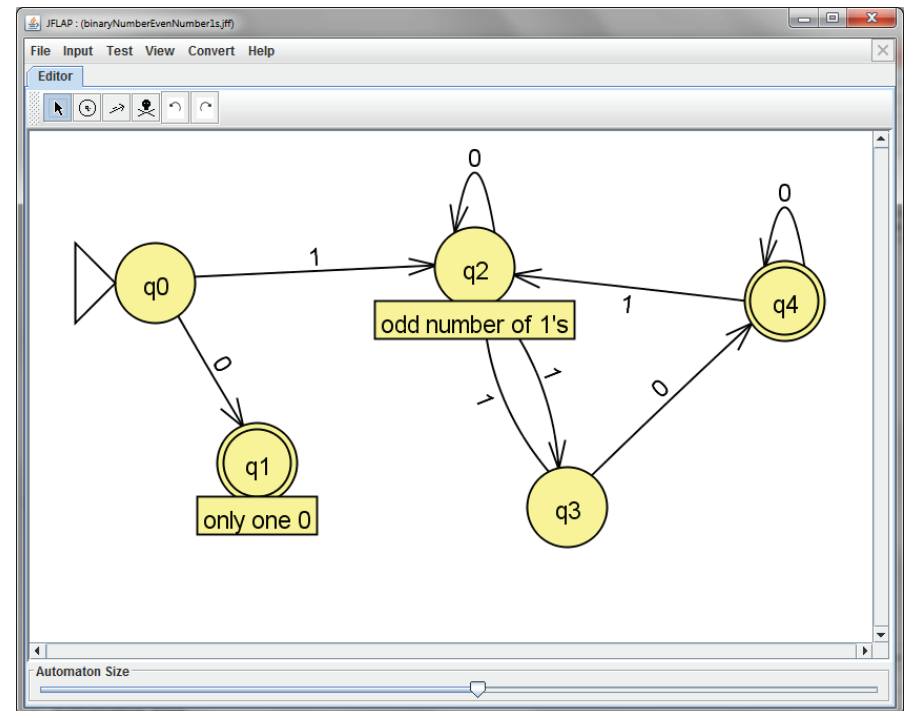 JFLAP : (binaryNumberEvenNumber1s.jff)
File Input Test View Convert Help
Editor
0
0
1
q2
q0
1
q4
odd number of 1's
0
1
1
0
q1
q3
only one 0
Automaton Size